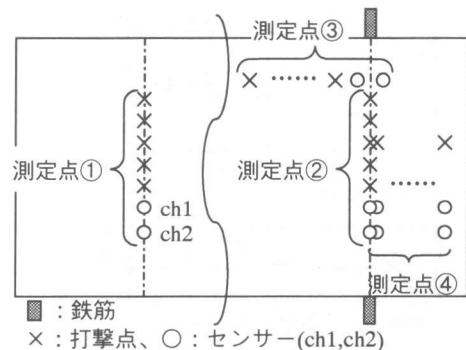 測定点③
測定点①
測定点②
ch1
ch2
測定点④
：鉄筋
×：打撃点、○：センサー(ch1,ch2)